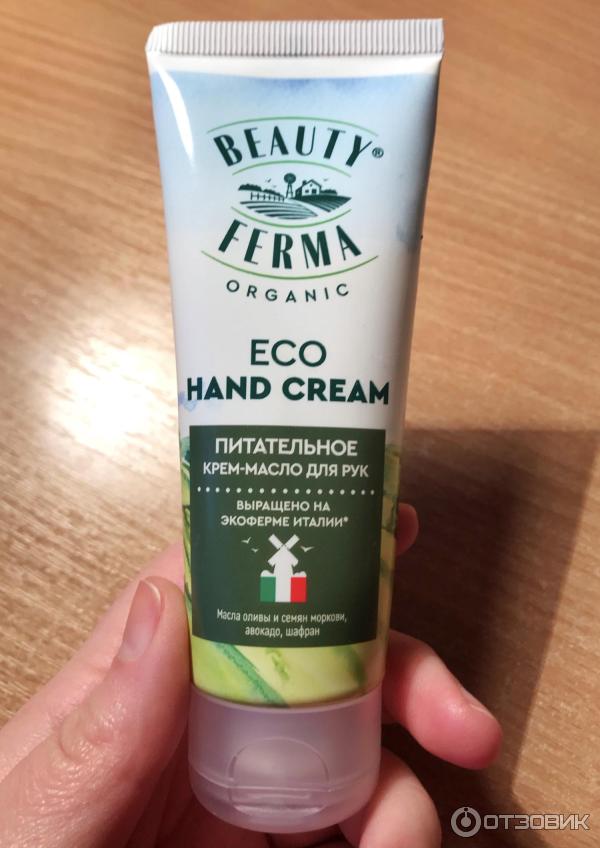 BEAUTY®
FERMA
ORGANIC
ECO
HAND CREAM
ПИТАТЕЛЬНОЕ
КРЕМ-МАСЛО ДЛЯ РУК
ВЫРАЩЕНО НА
ЭКОФЕРМЕ ИТАЛИИ*
Масла оливы и семян моркови,
авокадо, шафран
ОТЗОВИК